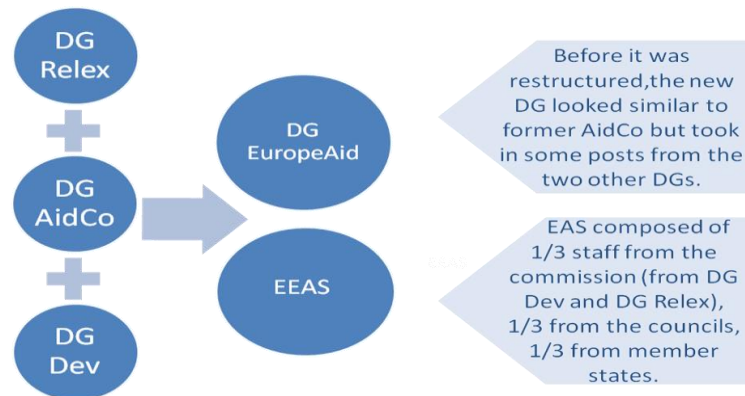 DG
Relex
DG
AidCo
DG
Dev
DG
EuropeAid
EEAS
Before it was
restructured,the new
DG looked similar to
former AidCo but took
in some posts from the
two other DGs.
EAS composed of
1/3 staff from the
commission (from DG
Dev and DG Relex),
1/3 from the councils,
1/3 from member
states.